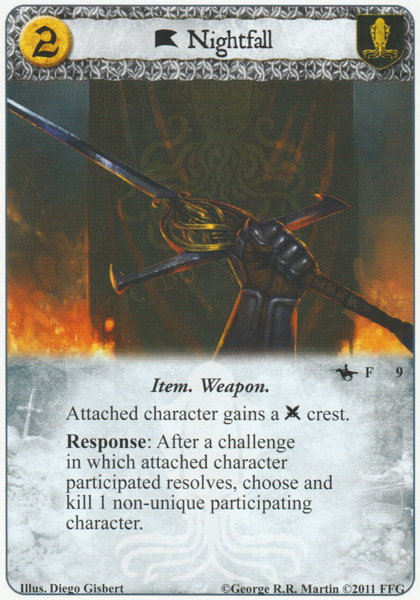 2
Nightfall
F 9
Item. Weapon.
Attached character gains a crest.
Response: After a challenge
in which attached character
participated resolves, choose and
kill 1 non-unique participating
character.
Illus. Diego Gisbert ©George R.R. Martin ©2011 FFG